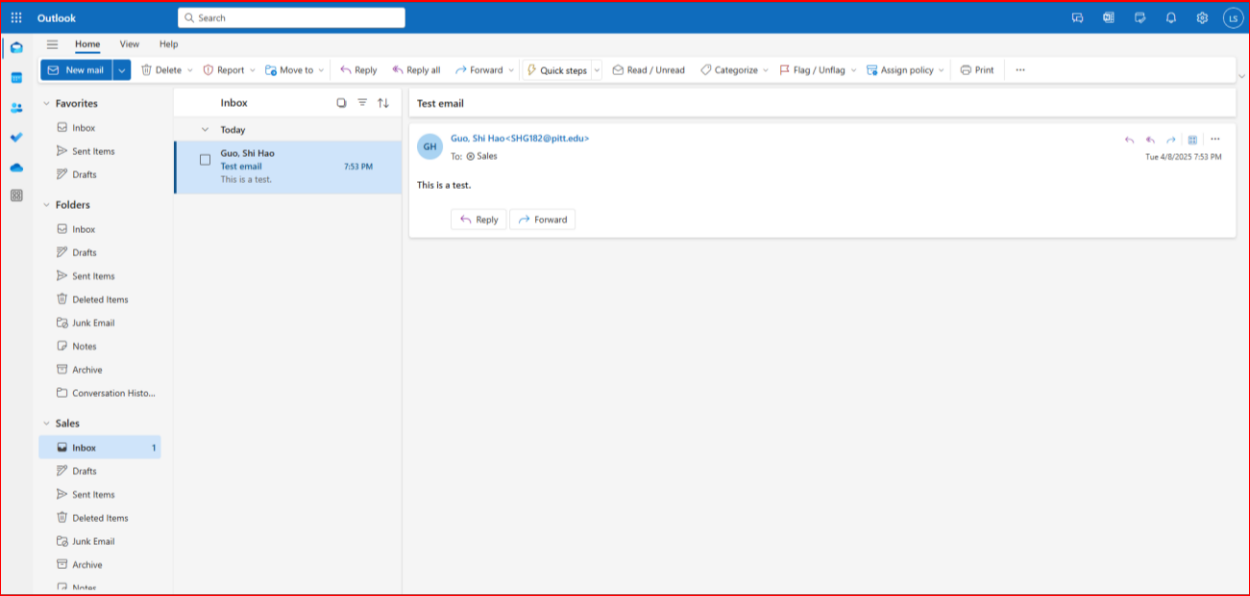 Outlook
Search
LS
Home View Help
New mail Delete Report Move to Reply Reply all Forward Quick steps Read / Unread Categorize Flag / Unflag Assign policy Print ...
Favorites
Inbox
Sent Items
Drafts
Folders
Inbox
Drafts
Sent Items
Deleted Items
Junk Email
Notes
Archive
Conversation Histo...
Sales
Inbox 1
Drafts
Sent Items
Deleted Items
Junk Email
Archive
Notes
Inbox
Today
Guo, Shi Hao
Test email 7:53 PM
This is a test.
Test email
GH
Guo, Shi Hao<SHG182@pitt.edu>
To: Sales
Tue 4/8/2025 7:53 PM
This is a test.
Reply Forward